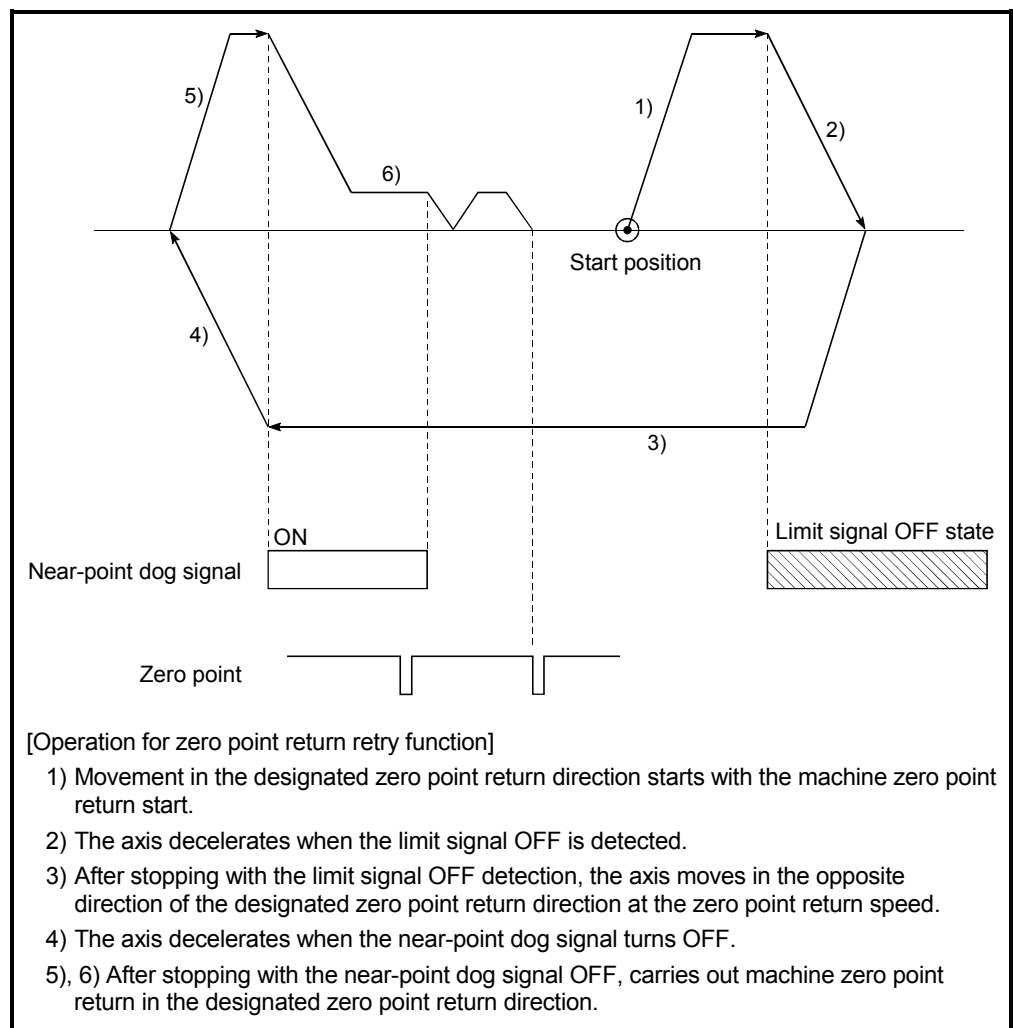 5)
1)
2)
6)
Start position
4)
3)
ON
Limit signal OFF state
Near-point dog signal
Zero point
[Operation for zero point return retry function]
1) Movement in the designated zero point return direction starts with the machine zero point
return start.
2) The axis decelerates when the limit signal OFF is detected.
3) After stopping with the limit signal OFF detection, the axis moves in the opposite
direction of the designated zero point return direction at the zero point return speed.
4) The axis decelerates when the near-point dog signal turns OFF.
5), 6) After stopping with the near-point dog signal OFF, carries out machine zero point
return in the designated zero point return direction.